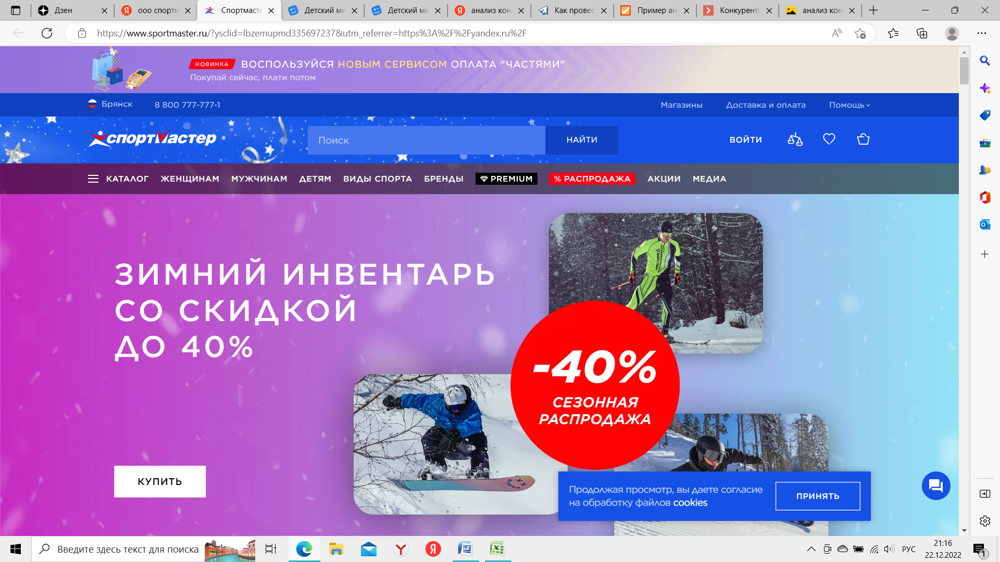 Дзен
ооо спортм
Спортмасте
Детский ми
Детский ми
анализ кон
Как провес
Пример ан
Конкурентн
анализ кон
https://www.sportmaster.ru/?ysclid=lbzemupmd335697237&utm_referrer=https%3A%2F%2Fyandex.ru%2F
НОВИНКА ВОСПОЛЬЗУЙСЯ НОВЫМ СЕРВИСОМ ОПЛАТА "ЧАСТЯМИ"
Покупай сейчас, плати потом
Брянск 8 800 777-777-1 Магазины Доставка и оплата Помощь
спортмастер Поиск НАЙТИ ВОЙТИ
КАТАЛОГ ЖЕНЩИНАМ МУЖЧИНАМ ДЕТЯМ ВИДЫ СПОРТА БРЕНДЫ PREMIUM % РАСПРОДАЖА АКЦИИ МЕДИА
ЗИМНИЙ ИНВЕНТАРЬ
СО СКИДКОЙ
ДО 40%
FISCHER
-40%
СЕЗОННАЯ
РАСПРОДАЖА
КУПИТЬ
Продолжая просмотр, вы даете согласие
на обработку файлов cookies
ПРИНЯТЬ
Введите здесь текст для поиска
РУС
21:16
22.12.2022
1